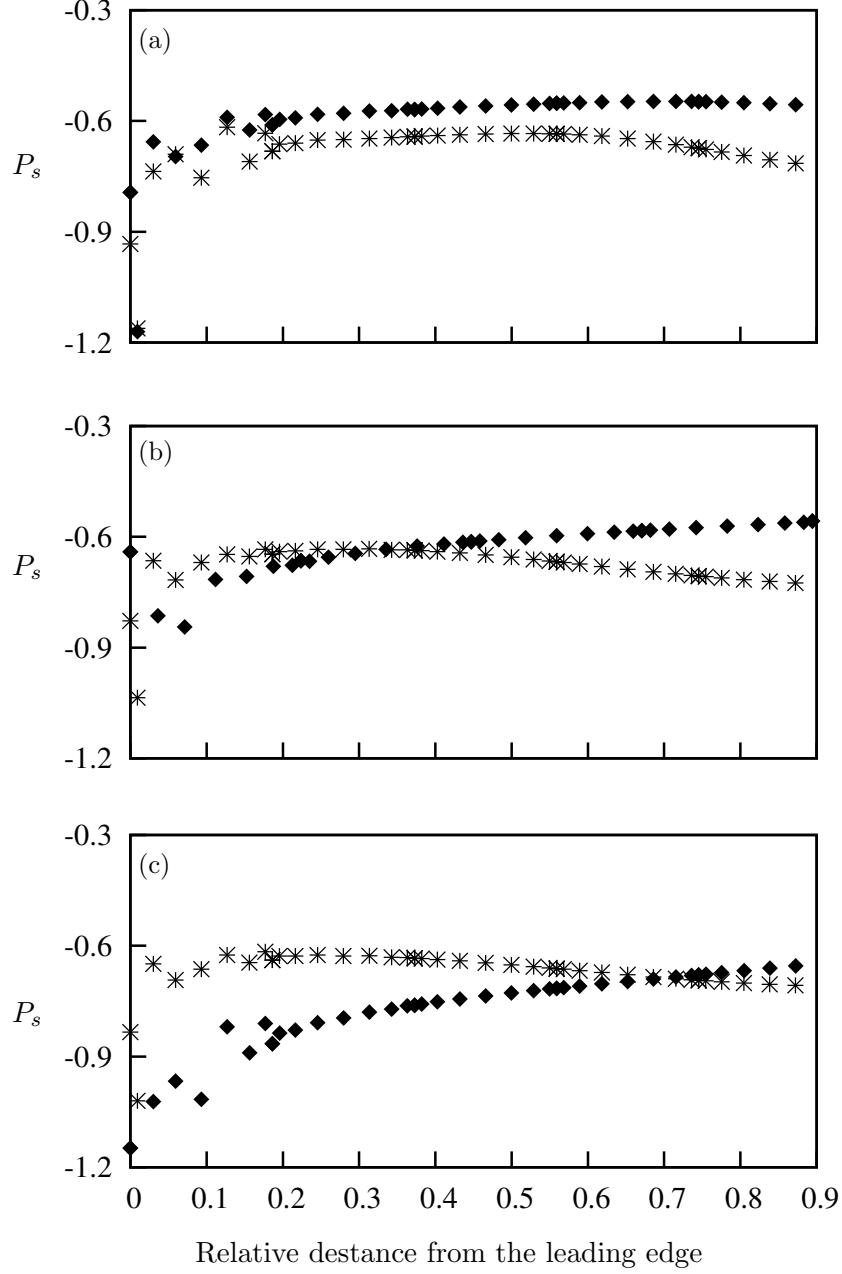 -0.3
(a)
-0.6
P_s
-0.9
-1.2
-0.3
(b)
-0.6
P_s
-0.9
-1.2
-0.3
(c)
-0.6
P_s
-0.9
-1.2
0 0.1 0.2 0.3 0.4 0.5 0.6 0.7 0.8 0.9
Relative destance from the leading edge